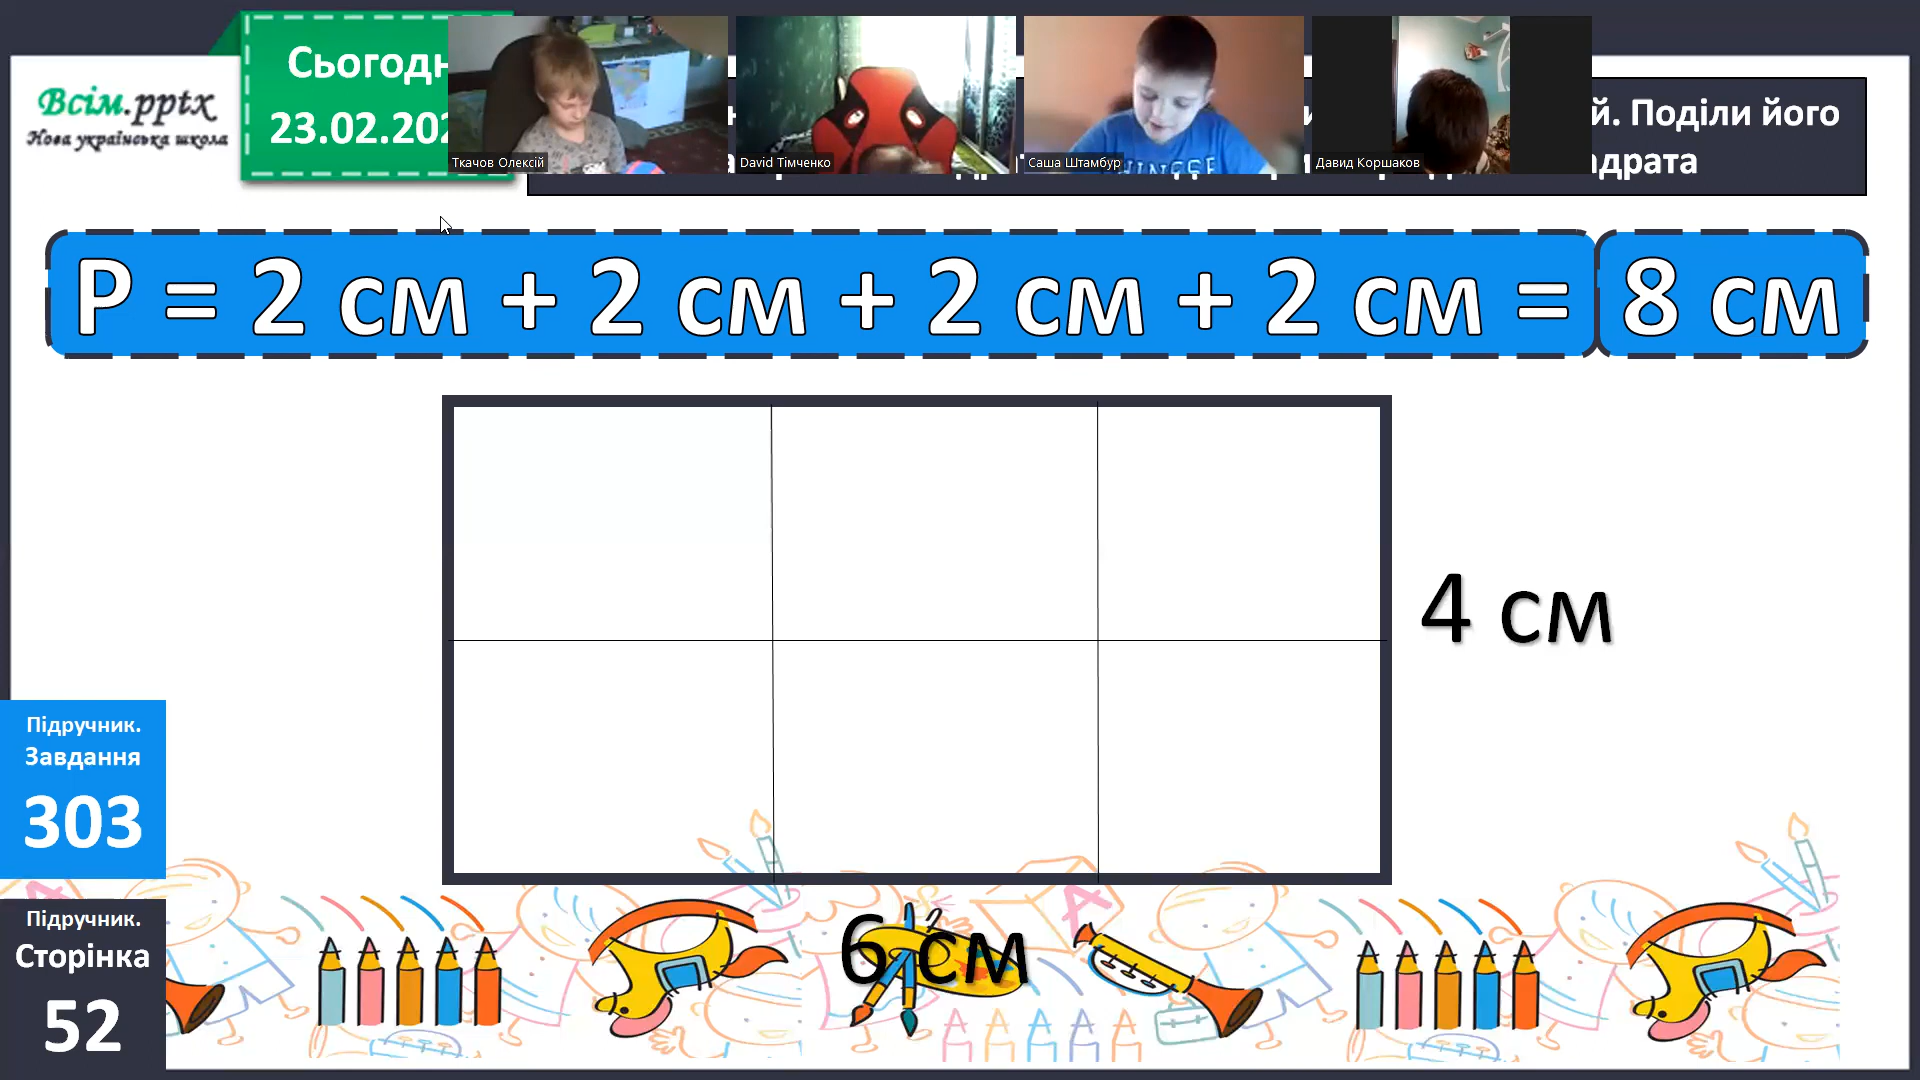 Сьогодн
23.02.202
Всім.pptx
Нова українська школа
Ткачов Олексій
David Тімченко
Саша Штамбур
Давид Коршаков
й. Поділи його
Р = 2 см + 2 см + 2 см + 2 см = 8 см
4 см
6 см
Підручник.
Завдання
303
Підручник.
Сторінка
52